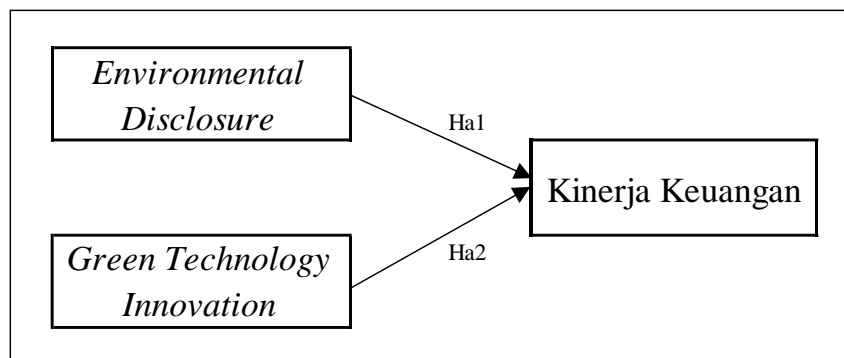 Environmental
Disclosure
Ha1
Kinerja Keuangan
Green Technology
Innovation
Ha2